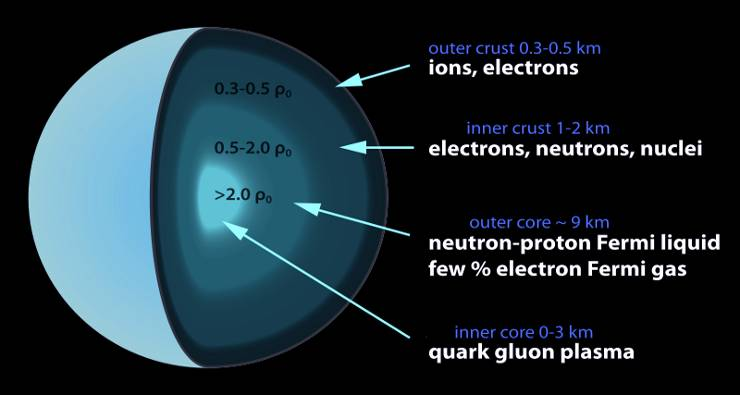 outer crust 0.3-0.5 km
ions, electrons
0.3-0.5 ρ₀
inner crust 1-2 km
electrons, neutrons, nuclei
0.5-2.0 ρ₀
>2.0 ρ₀
outer core ~ 9 km
neutron-proton Fermi liquid
few % electron Fermi gas
inner core 0-3 km
quark gluon plasma